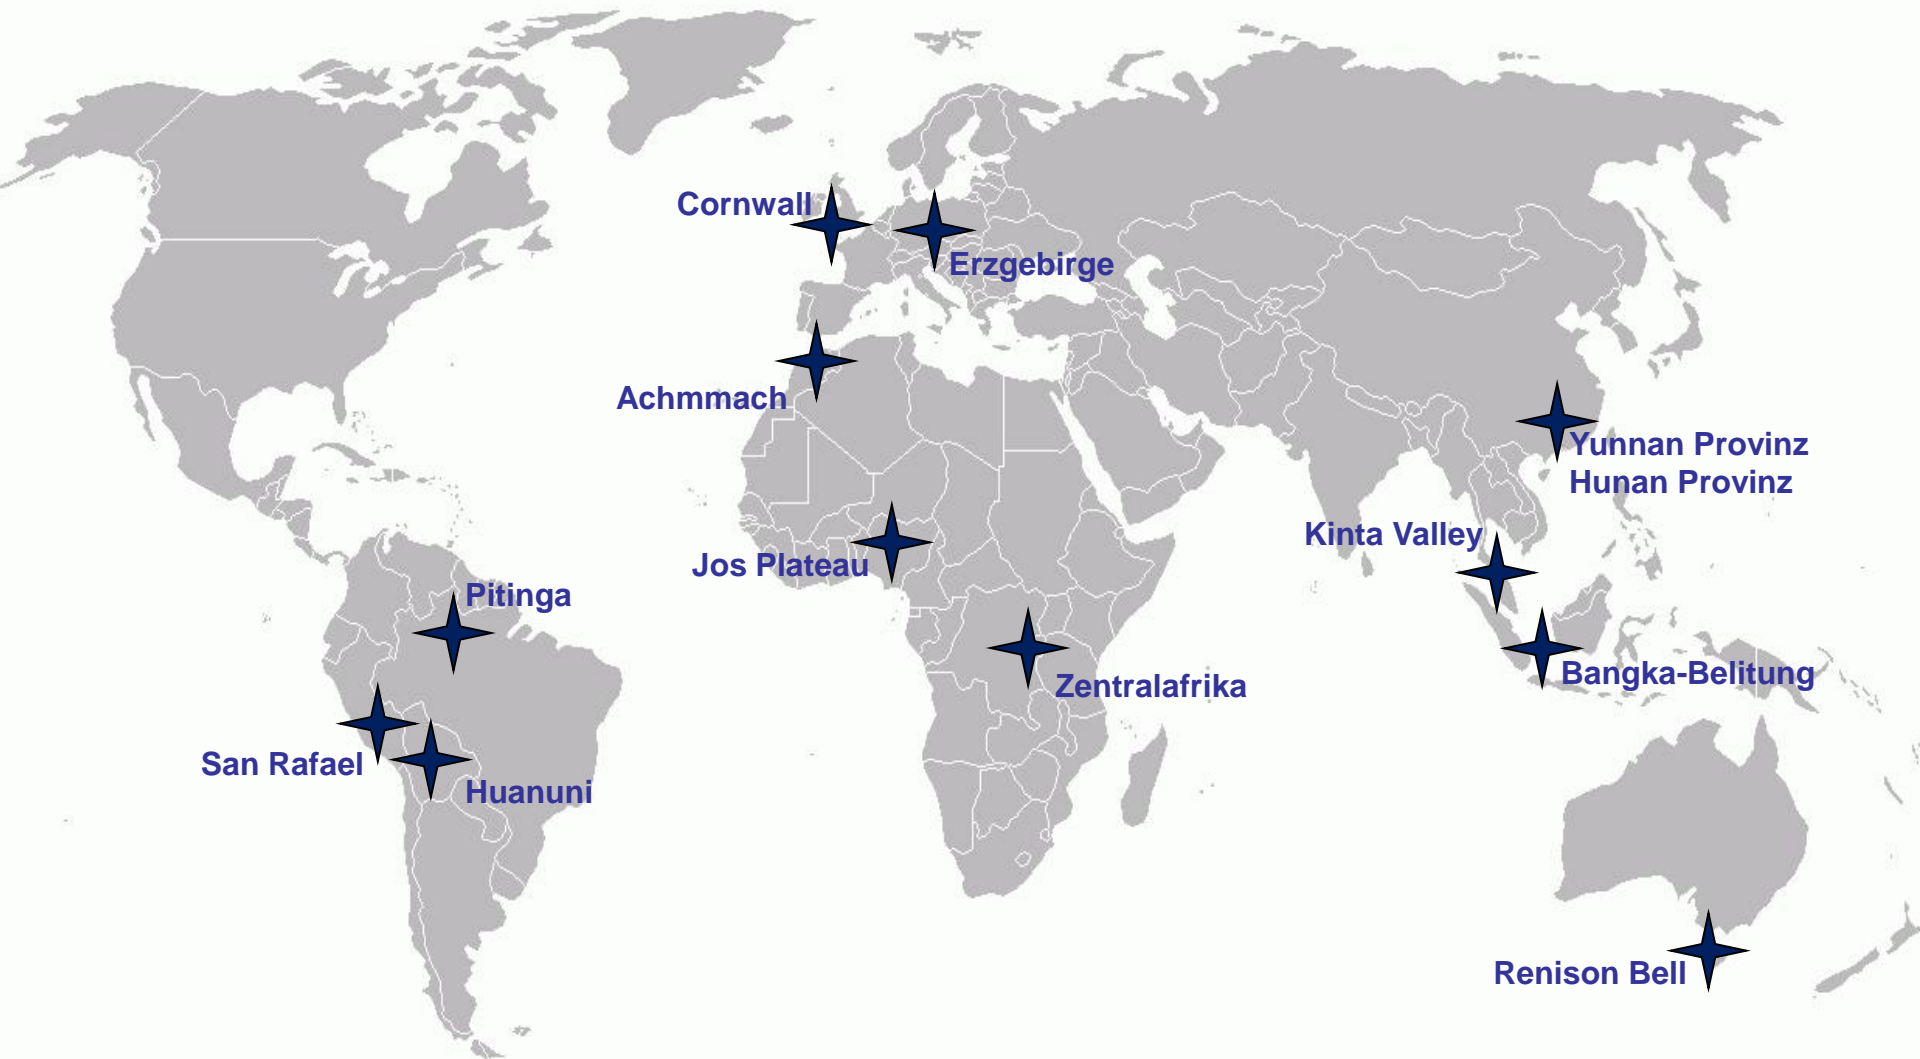 Cornwall
Erzgebirge
Achmmach
Yunnan Provinz
Hunan Provinz
Kinta Valley
Jos Plateau
Pitinga
Bangka-Belitung
Zentralafrika
San Rafael
Huanuni
Renison Bell